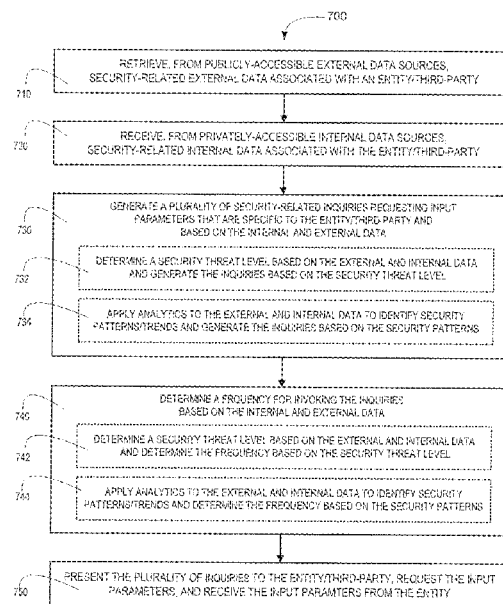 700
RETRIEVE, FROM PUBLICLY-ACCESSIBLE EXTERNAL DATA SOURCES,
SECURITY-RELATED EXTERNAL DATA ASSOCIATED WITH AN ENTITY/THIRD-PARTY
710
RECEIVE, FROM PRIVATELY-ACCESSIBLE INTERNAL DATA SOURCES,
SECURITY-RELATED INTERNAL DATA ASSOCIATED WITH THE ENTITY/THIRD-PARTY
GENERATE A PLURALITY OF SECURITY-RELATED INQUIRIES REQUESTING INPUT
PARAMETERS THAT ARE SPECIFIC TO THE ENTITY/THIRD-PARTY AND
BASED ON THE INTERNAL AND EXTERNAL DATA
730
DETERMINE A SECURITY THREAT LEVEL BASED ON THE EXTERNAL AND INTERNAL DATA
AND GENERATE THE INQUIRIES BASED ON THE SECURITY THREAT LEVEL
732
APPLY ANALYTICS TO THE EXTERNAL AND INTERNAL DATA TO IDENTIFY SECURITY
PATTERNS/TRENDS AND GENERATE THE INQUIRIES BASED ON THE SECURITY PATTERNS
734
DETERMINE A FREQUENCY FOR INVOKING THE INQUIRIES
BASED ON THE INTERNAL AND EXTERNAL DATA
740
DETERMINE A SECURITY THREAT LEVEL BASED ON THE EXTERNAL AND INTERNAL DATA
AND DETERMINE THE FREQUENCY BASED ON THE SECURITY THREAT LEVEL
742
APPLY ANALYTICS TO THE EXTERNAL AND INTERNAL DATA TO IDENTIFY SECURITY
PATTERNS/TRENDS AND DETERMINE THE FREQUENCY BASED ON THE SECURITY PATTERNS
744
PRESENT THE PLURALITY OF INQUIRIES TO THE ENTITY/THIRD-PARTY, REQUEST THE INPUT
PARAMETERS, AND RECEIVE THE INPUT PARAMTERS FROM THE ENTITY
750